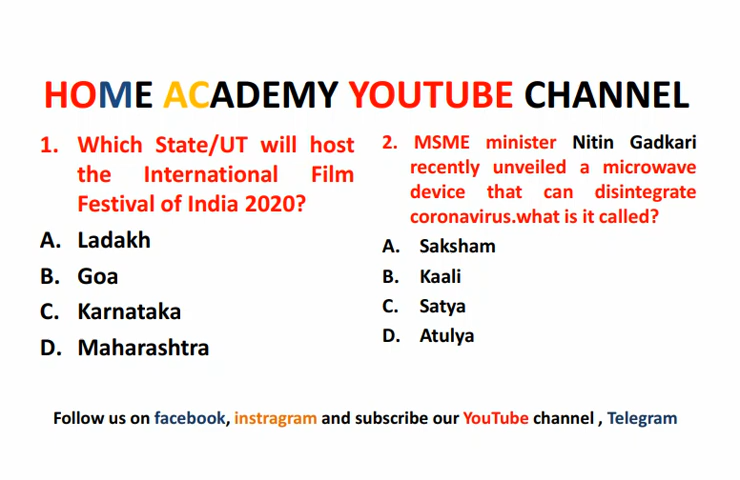 HOME ACADEMY YOUTUBE CHANNEL
1. Which State/UT will host
the International Film
Festival of India 2020?
A. Ladakh
B. Goa
C. Karnataka
D. Maharashtra
2. MSME minister Nitin Gadkari
recently unveiled a microwave
device that can disintegrate
coronavirus.what is it called?
A. Saksham
B. Kaali
C. Satya
D. Atulya
Follow us on facebook, instragram and subscribe our YouTube channel , Telegram